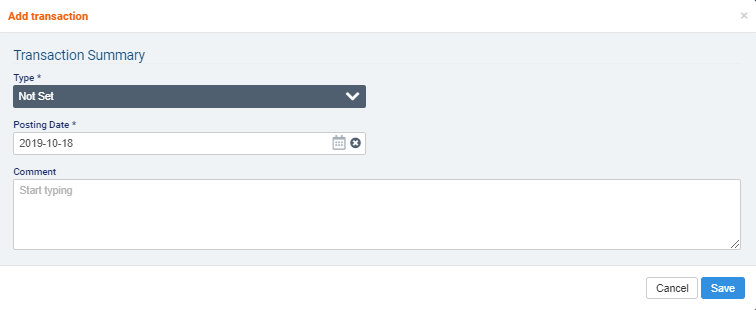 Add transaction
×
Transaction Summary
Type *
Not Set
Posting Date *
2019-10-18
Comment
Start typing
Cancel
Save